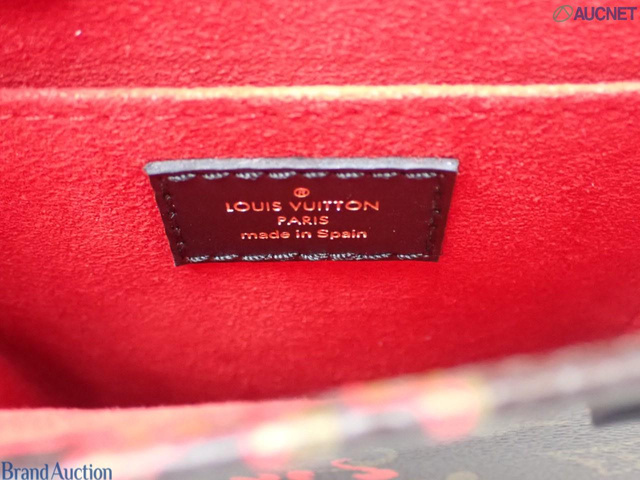 AUCNET
®
LOUIS VUITTON
PARIS
made in Spain
Brand Auction